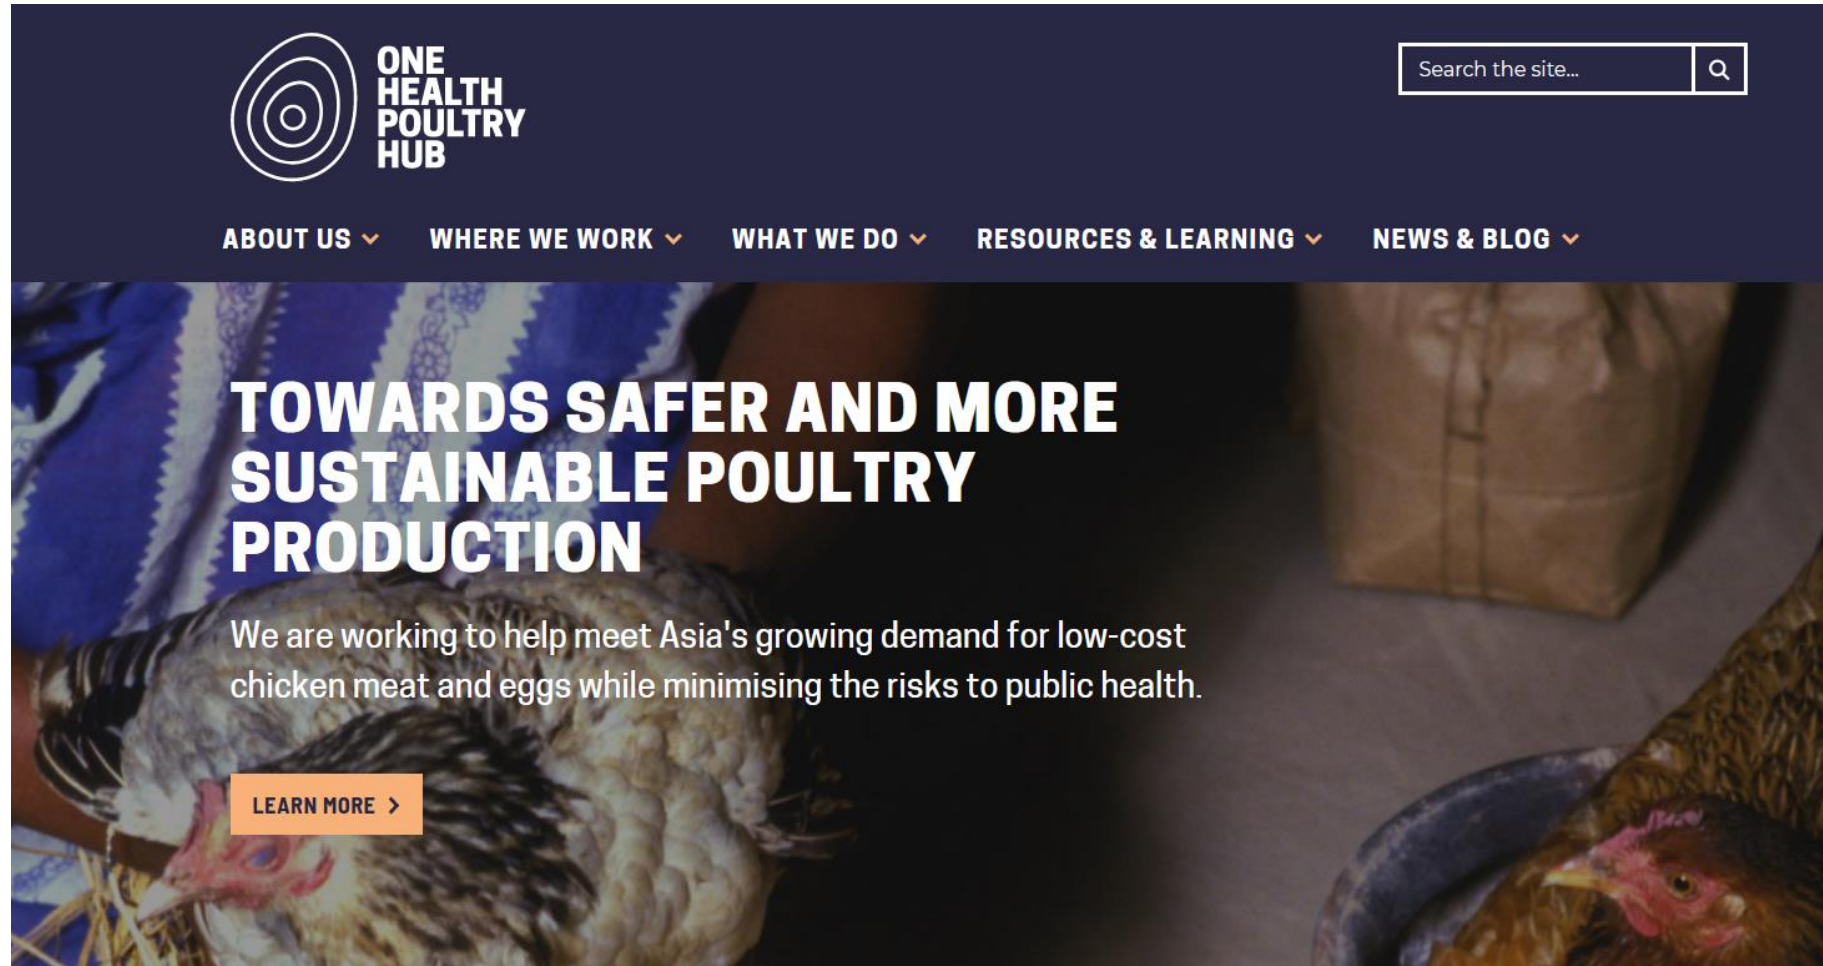 ONE
HEALTH
POULTRY
HUB
Search the site...
ABOUT US
WHERE WE WORK
WHAT WE DO
RESOURCES & LEARNING
NEWS & BLOG
TOWARDS SAFER AND MORE
SUSTAINABLE POULTRY
PRODUCTION
We are working to help meet Asia's growing demand for low-cost
chicken meat and eggs while minimising the risks to public health.
LEARN MORE